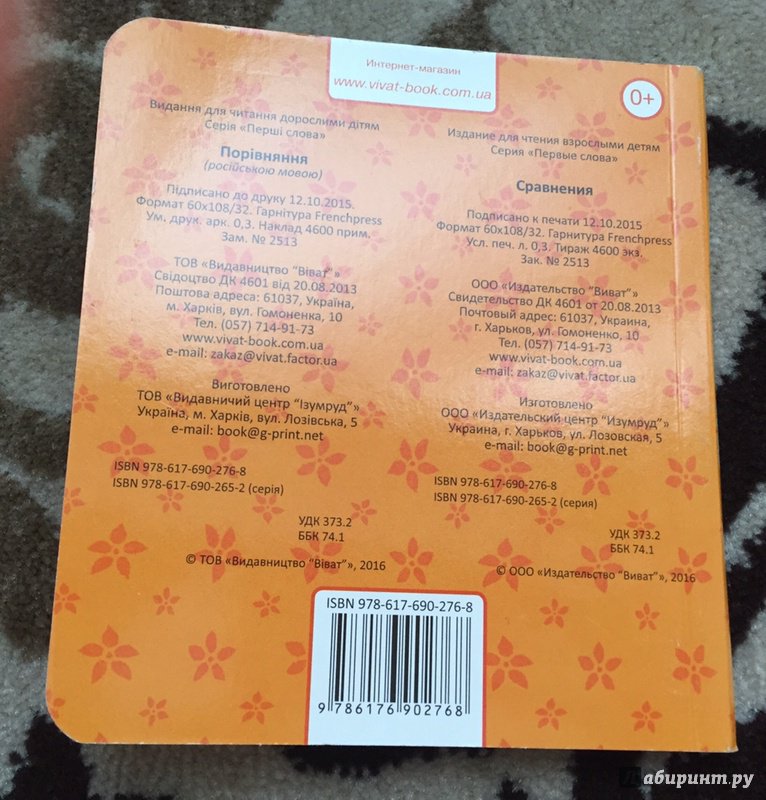 Интернет-магазин
www.vivat-book.com.ua
0+
Видання для читання дорослими дітям
Серія «Перші слова»
Порівняння
(російською мовою)
Підписано до друку 12.10.2015.
Формат 60х108/32. Гарнітура Frenchpress
Ум. друк. арк. 0,3. Наклад 4600 прим.
Зам. № 2513
ТОВ «Видавництво "Віват"»
Свідоцтво ДК 4601 від 20.08.2013
Поштова адреса: 61037, Україна,
м. Харків, вул. Гомоненка, 10
Тел. (057) 714-91-73
www.vivat-book.com.ua
e-mail: zakaz@vivat.factor.ua
Виготовлено
ТОВ «Видавничий центр "Ізумруд"»
Україна, м. Харків, вул. Лозівська, 5
e-mail: book@g-print.net
ISBN 978-617-690-276-8
ISBN 978-617-690-265-2 (серія)
УДК 373.2
ББК 74.1
© ТОВ «Видавництво "Віват"», 2016
Издание для чтения взрослыми детям
Серия «Первые слова»
Сравнения
Подписано к печати 12.10.2015
Формат 60х108/32. Гарнитура Frenchpress
Усл. печ. л. 0,3. Тираж 4600 экз.
Зак. № 2513
ООО «Издательство "Виват"»
Свидетельство ДК 4601 от 20.08.2013
Почтовый адрес: 61037, Украина,
г. Харьков, ул. Гомоненко, 10
Тел. (057) 714-91-73
www.vivat-book.com.ua
e-mail: zakaz@vivat.factor.ua
Изготовлено
ООО «Издательский центр "Изумруд"»
Украина, г. Харьков, ул. Лозовская, 5
e-mail: book@g-print.net
ISBN 978-617-690-276-8
ISBN 978-617-690-265-2 (серия)
УДК 373.2
ББК 74.1
© ООО «Издательство "Виват"», 2016
ISBN 978-617-690-276-8
9 786176 902768
Лабиринт.ру